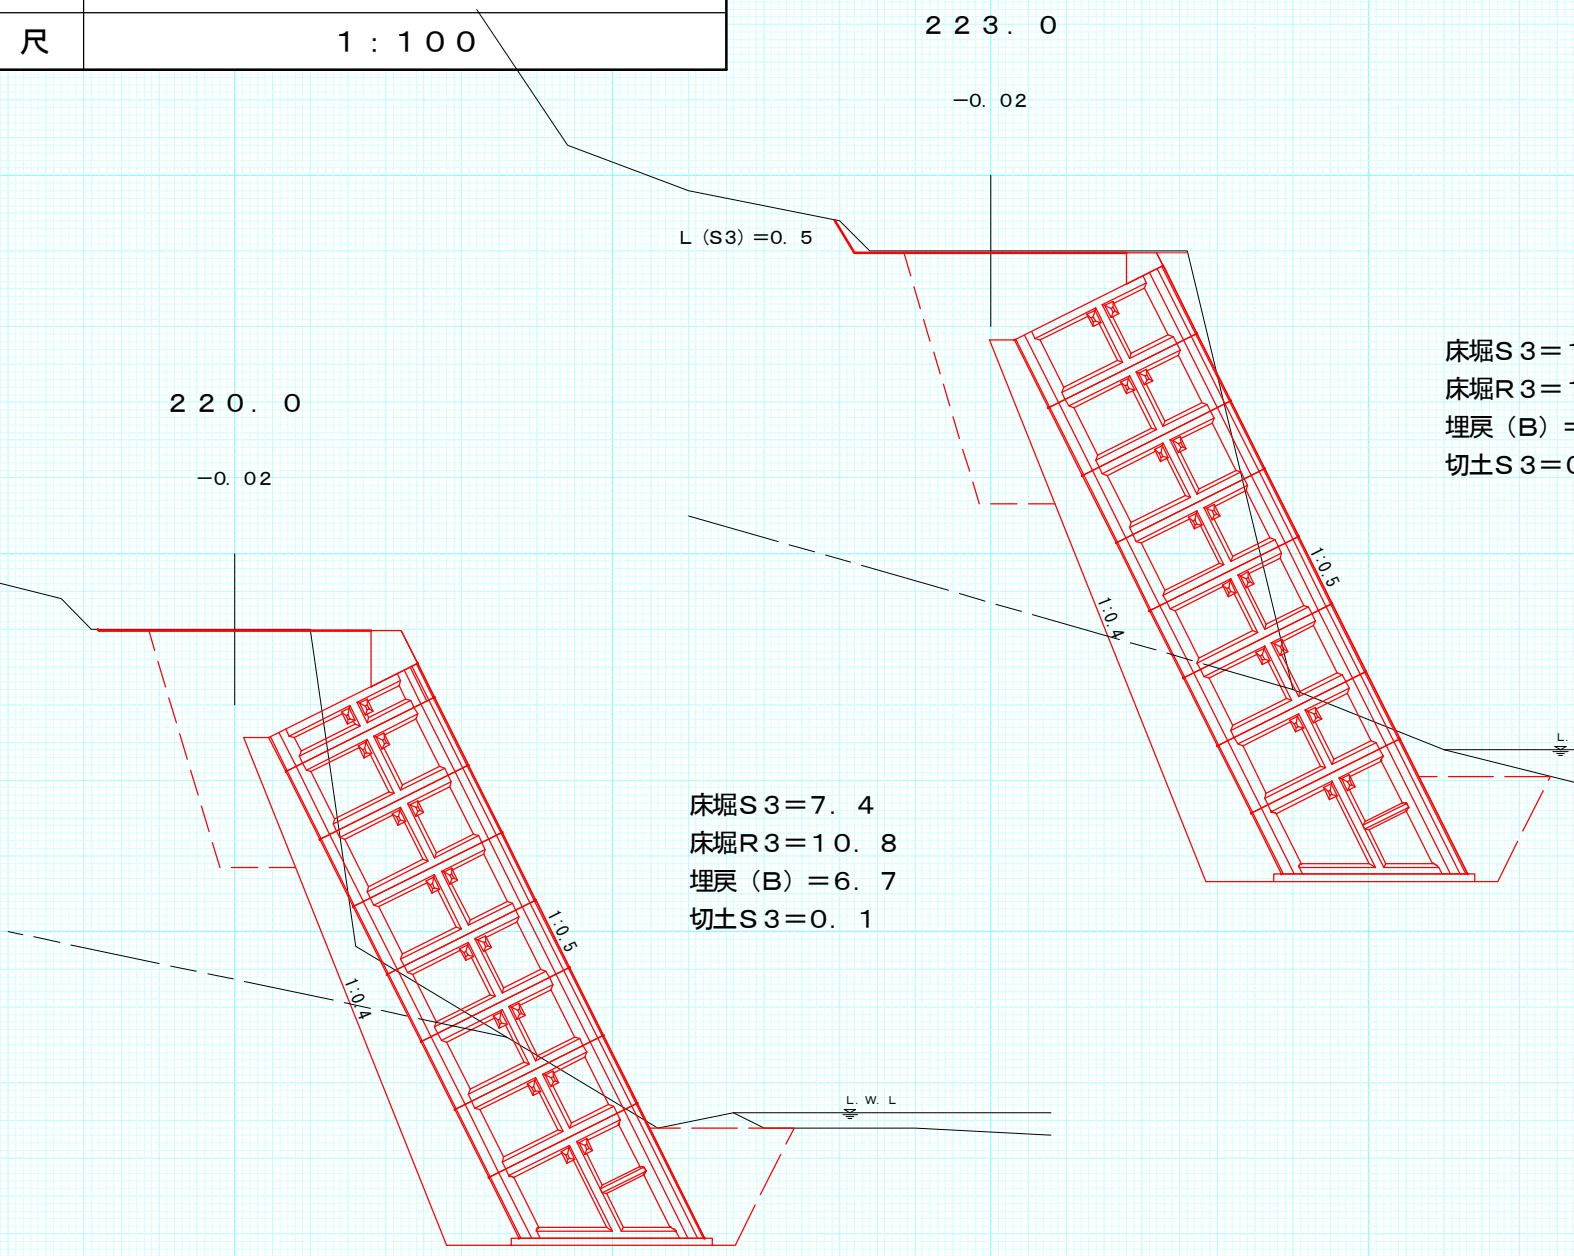 尺 1:100
223.0
-0.02
L(S3)=0.5
床堀S3=
床堀R3=
埋戻(B)=
切土S3=
1:0.5
1:0.4
L.
220.0
-0.02
床堀S3=7.4
床堀R3=10.8
埋戻(B)=6.7
切土S3=0.1
1:0.5
1:0.4
L.W.L